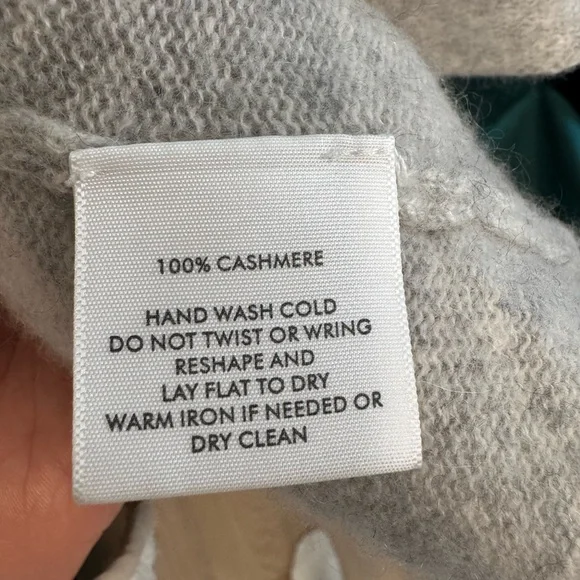 100% CASHMERE
HAND WASH COLD
DO NOT TWIST OR WRING
RESHAPE AND
LAY FLAT TO DRY
WARM IRON IF NEEDED OR
DRY CLEAN